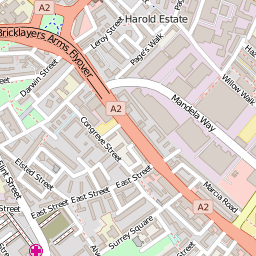 A2
Harold Estate
Bricklayers Arms Flyover
Leroy Street
Page's Walk
Willow Walk
Darwin Street
A2
Mandela Way
Congreve Street
Elsted Street
East Street
Flint Street
Marcia Road
East Street
East Street
A2
Surrey Square